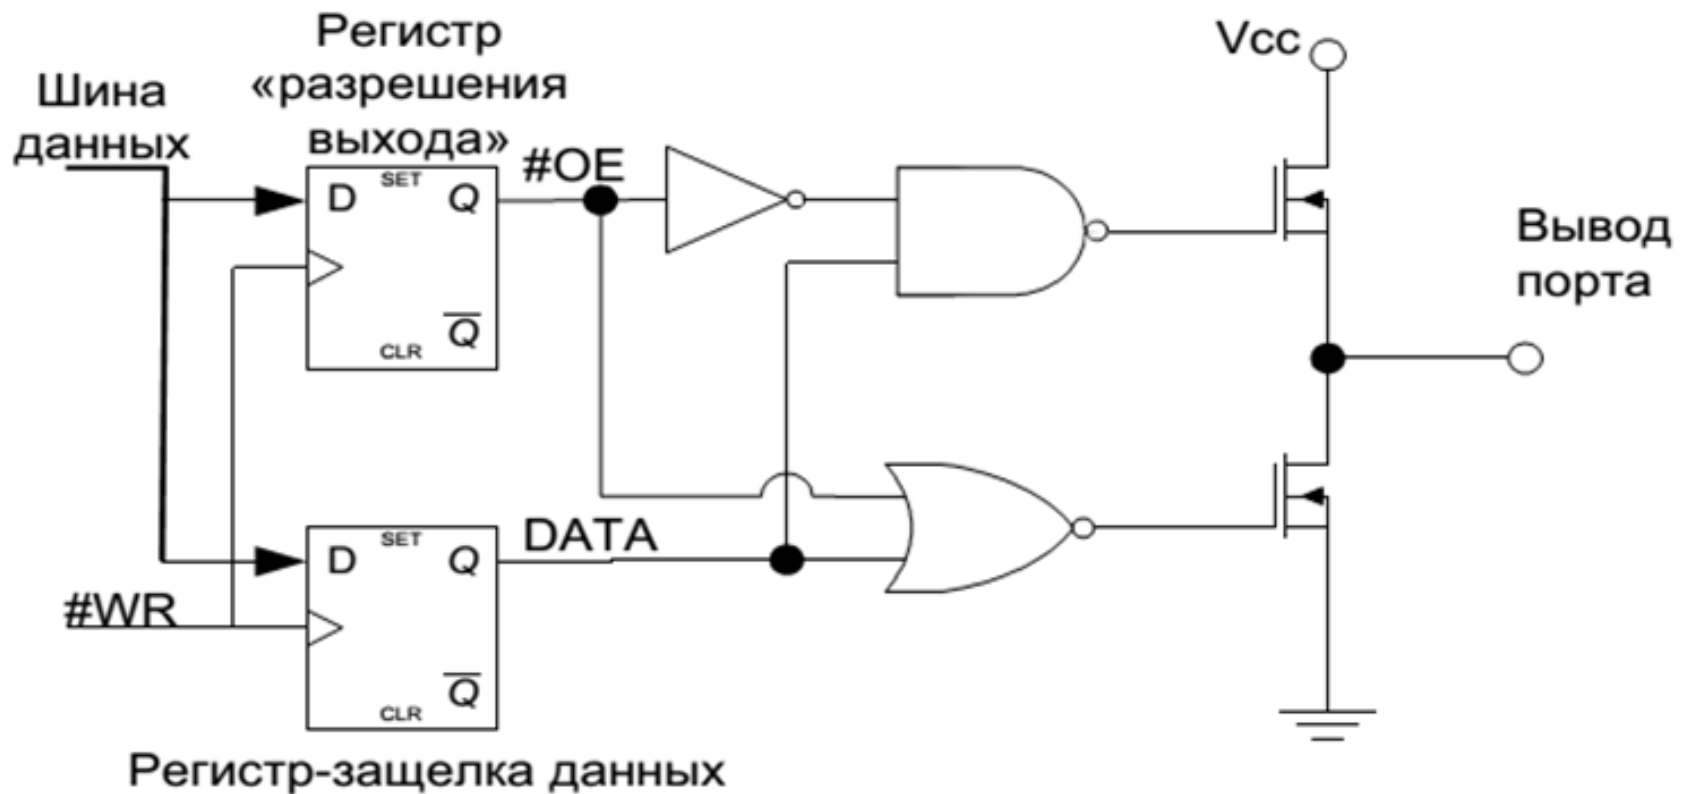 Регистр
«разрешения
выхода»
Vcc
Шина
данных
#OE
D SET Q
Q
CLR
Вывод
порта
DATA
D SET Q
#WR
Q
CLR
Регистр-защелка данных